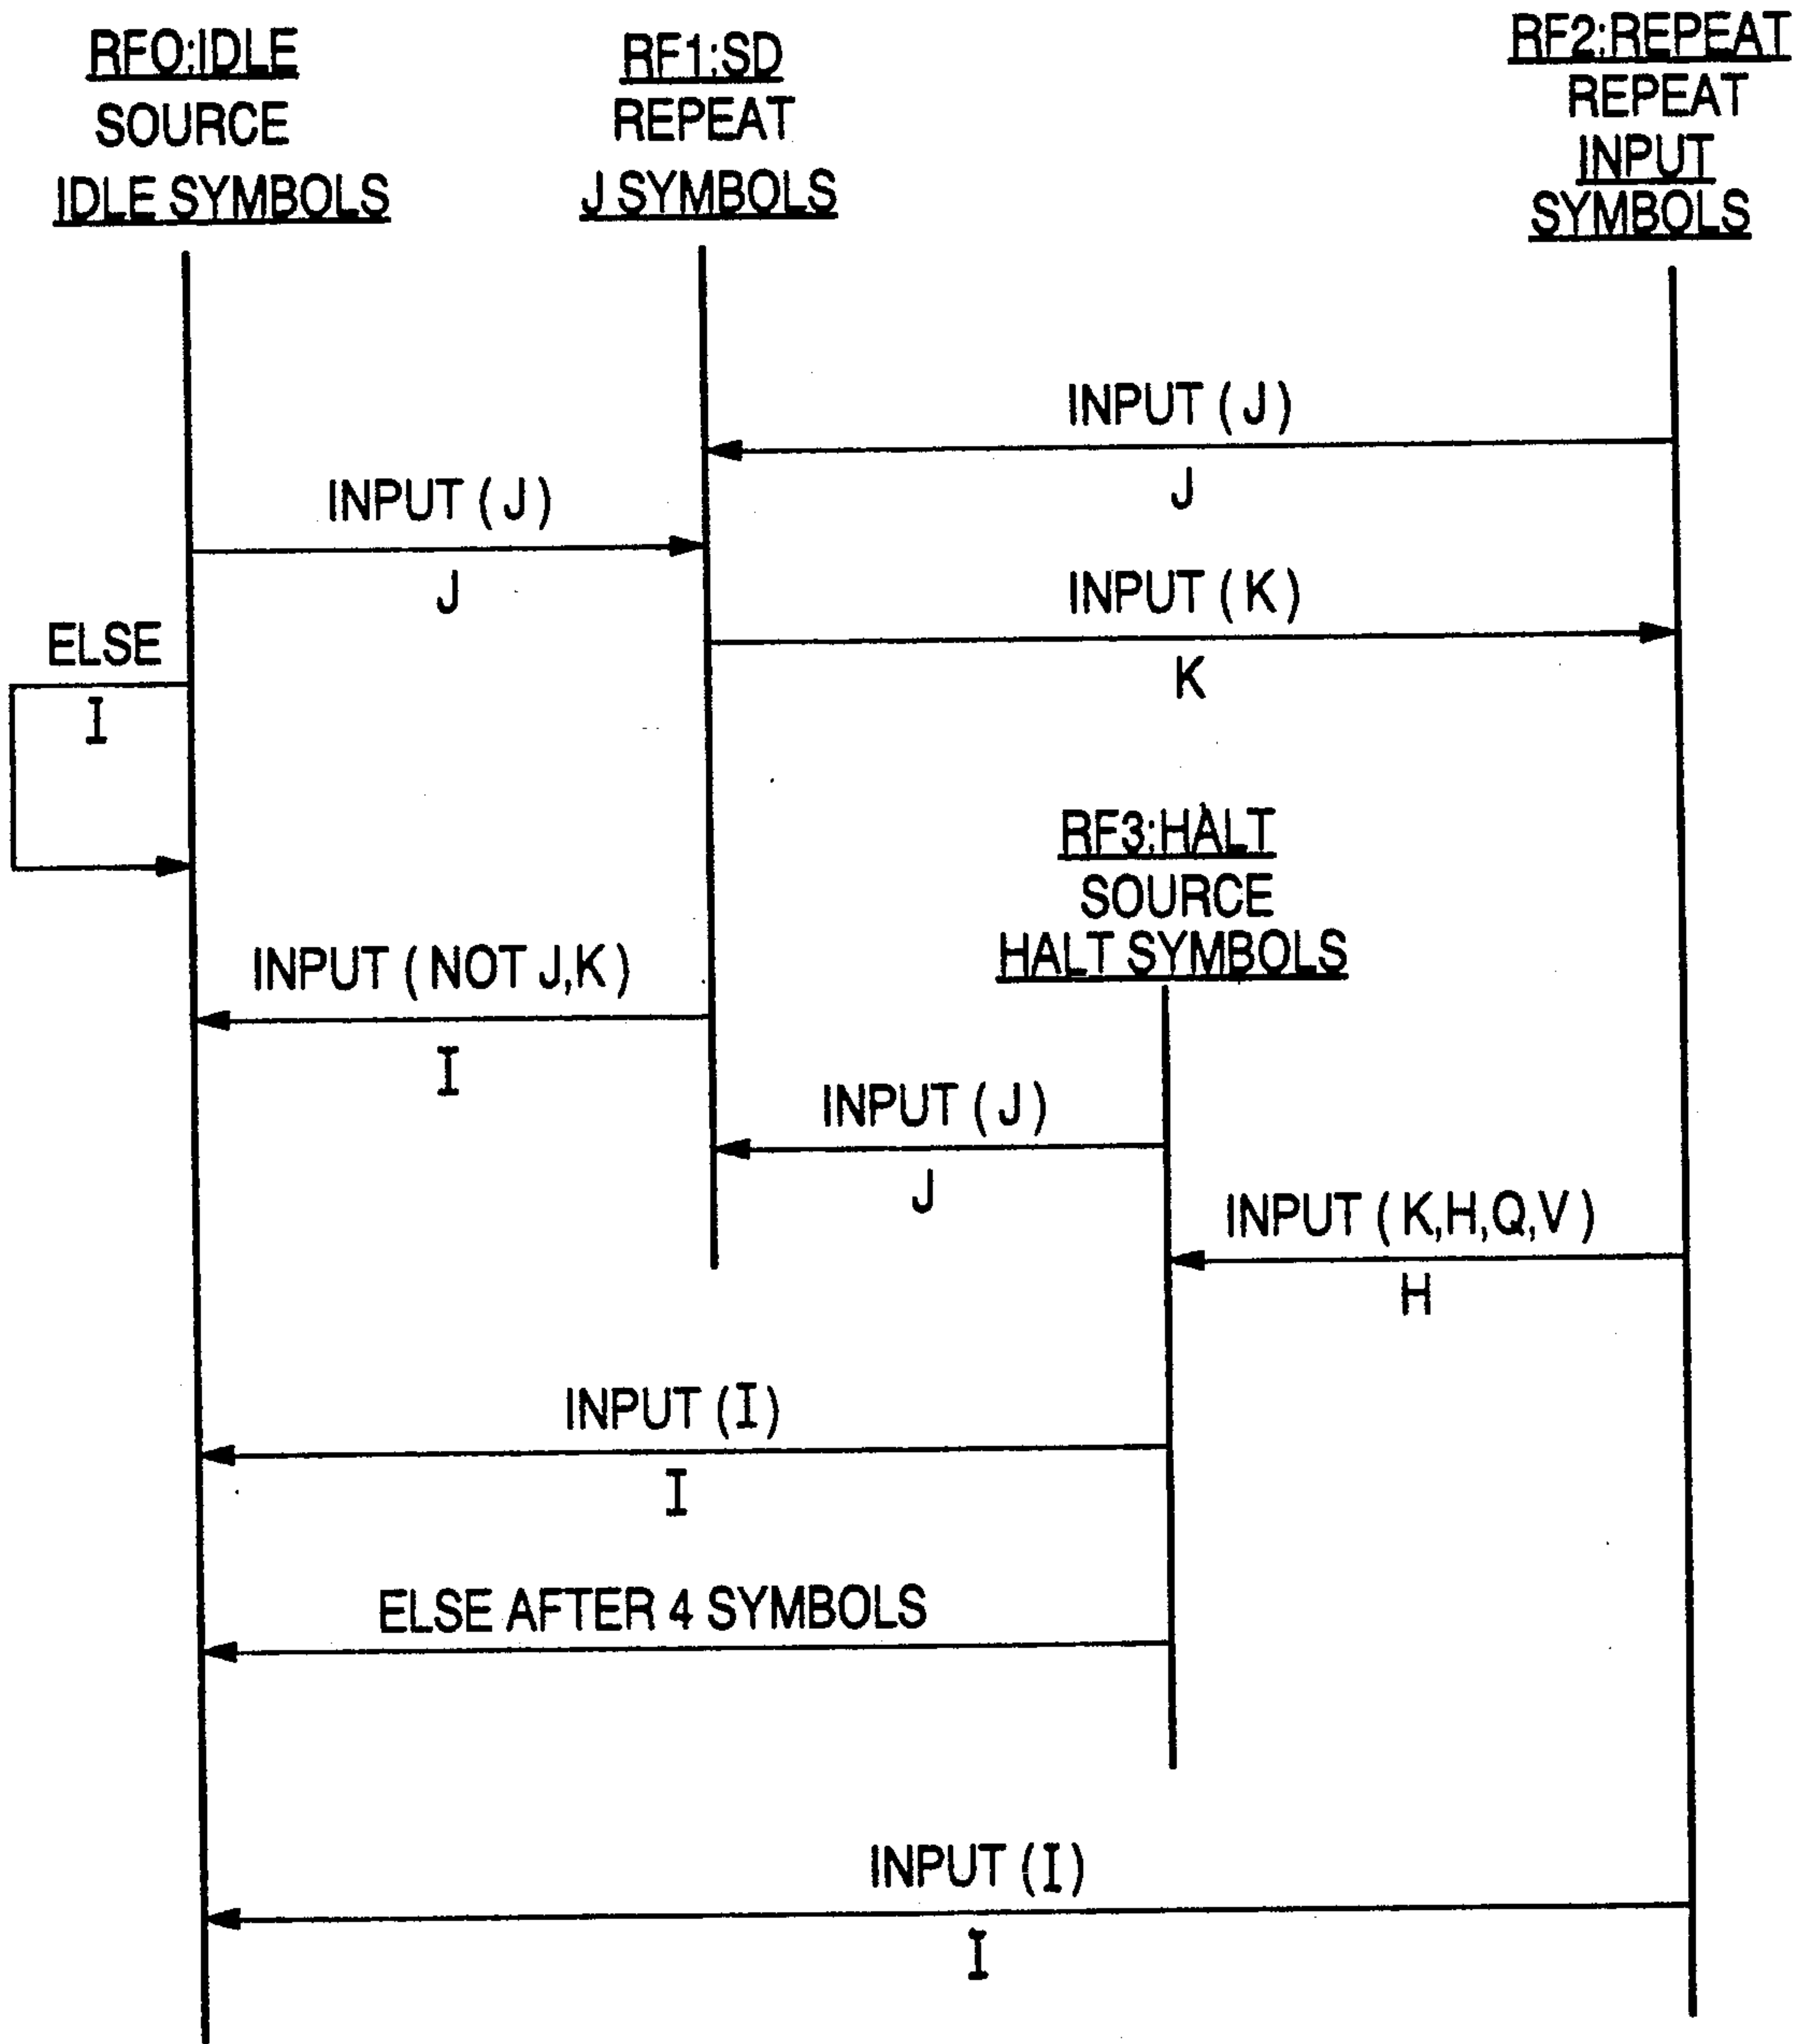 RF0:IDLE
SOURCE
IDLE SYMBOLS
RF1:SD
REPEAT
J SYMBOLS
RF2:REPEAT
REPEAT
INPUT
SYMBOLS
INPUT ( J )
J
INPUT ( J )
J
INPUT ( K )
K
ELSE
I
RF3:HALT
SOURCE
HALT SYMBOLS
INPUT ( NOT J,K )
I
INPUT ( J )
J
INPUT ( K,H,Q,V )
H
INPUT (I)
I
ELSE AFTER 4 SYMBOLS
INPUT (I)
I